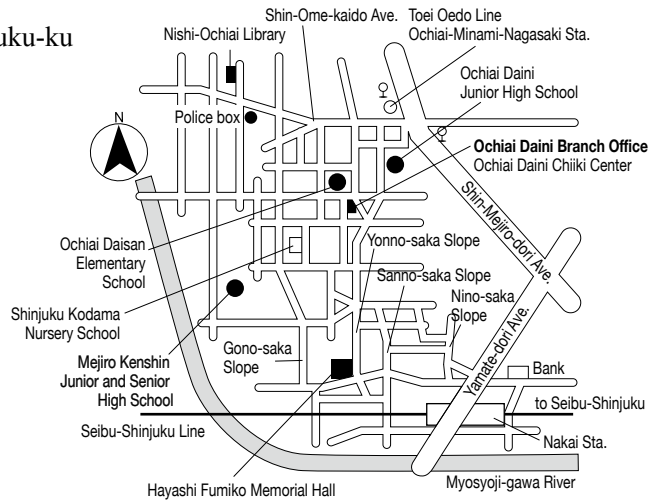 uku-ku
Shin-Ome-kaido Ave.
Toei Oedo Line
Ochiai-Minami-Nagasaki Sta.
Nishi-Ochiai Library
Ochiai Daini
Junior High School
Police box
N
Ochiai Daini Branch Office
Ochiai Daini Chiiki Center
Shin-Mejiro-dori Ave.
Ochiai Daisan
Elementary
School
Yonno-saka Slope
Sanno-saka Slope
Nino-saka
Slope
Shinjuku Kodama
Nursery School
Yamate-dori Ave.
Gono-saka
Slope
Mejiro Kenshin
Junior and Senior
High School
Bank
to Seibu-Shinjuku
Seibu-Shinjuku Line
Nakai Sta.
Hayashi Fumiko Memorial Hall
Myosyoji-gawa River